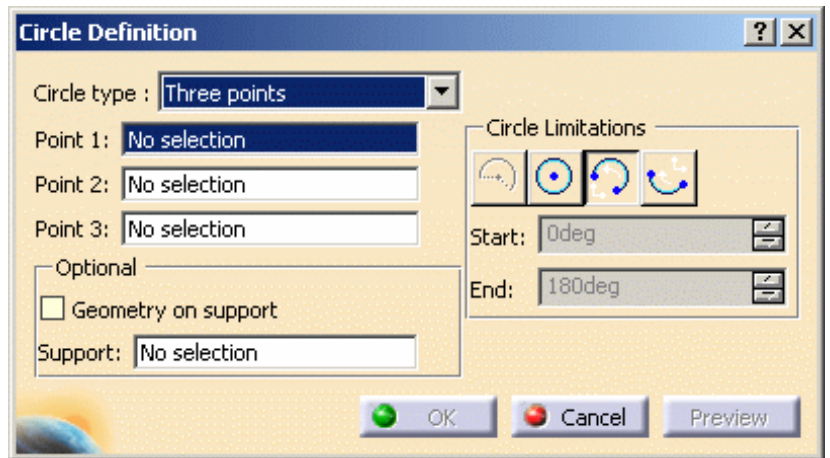 Circle Definition
? X
Circle type : Three points
Point 1: No selection
Point 2: No selection
Point 3: No selection
Optional
Geometry on support
Support: No selection
Circle Limitations
Start: 0deg
End: 180deg
OK Cancel Preview